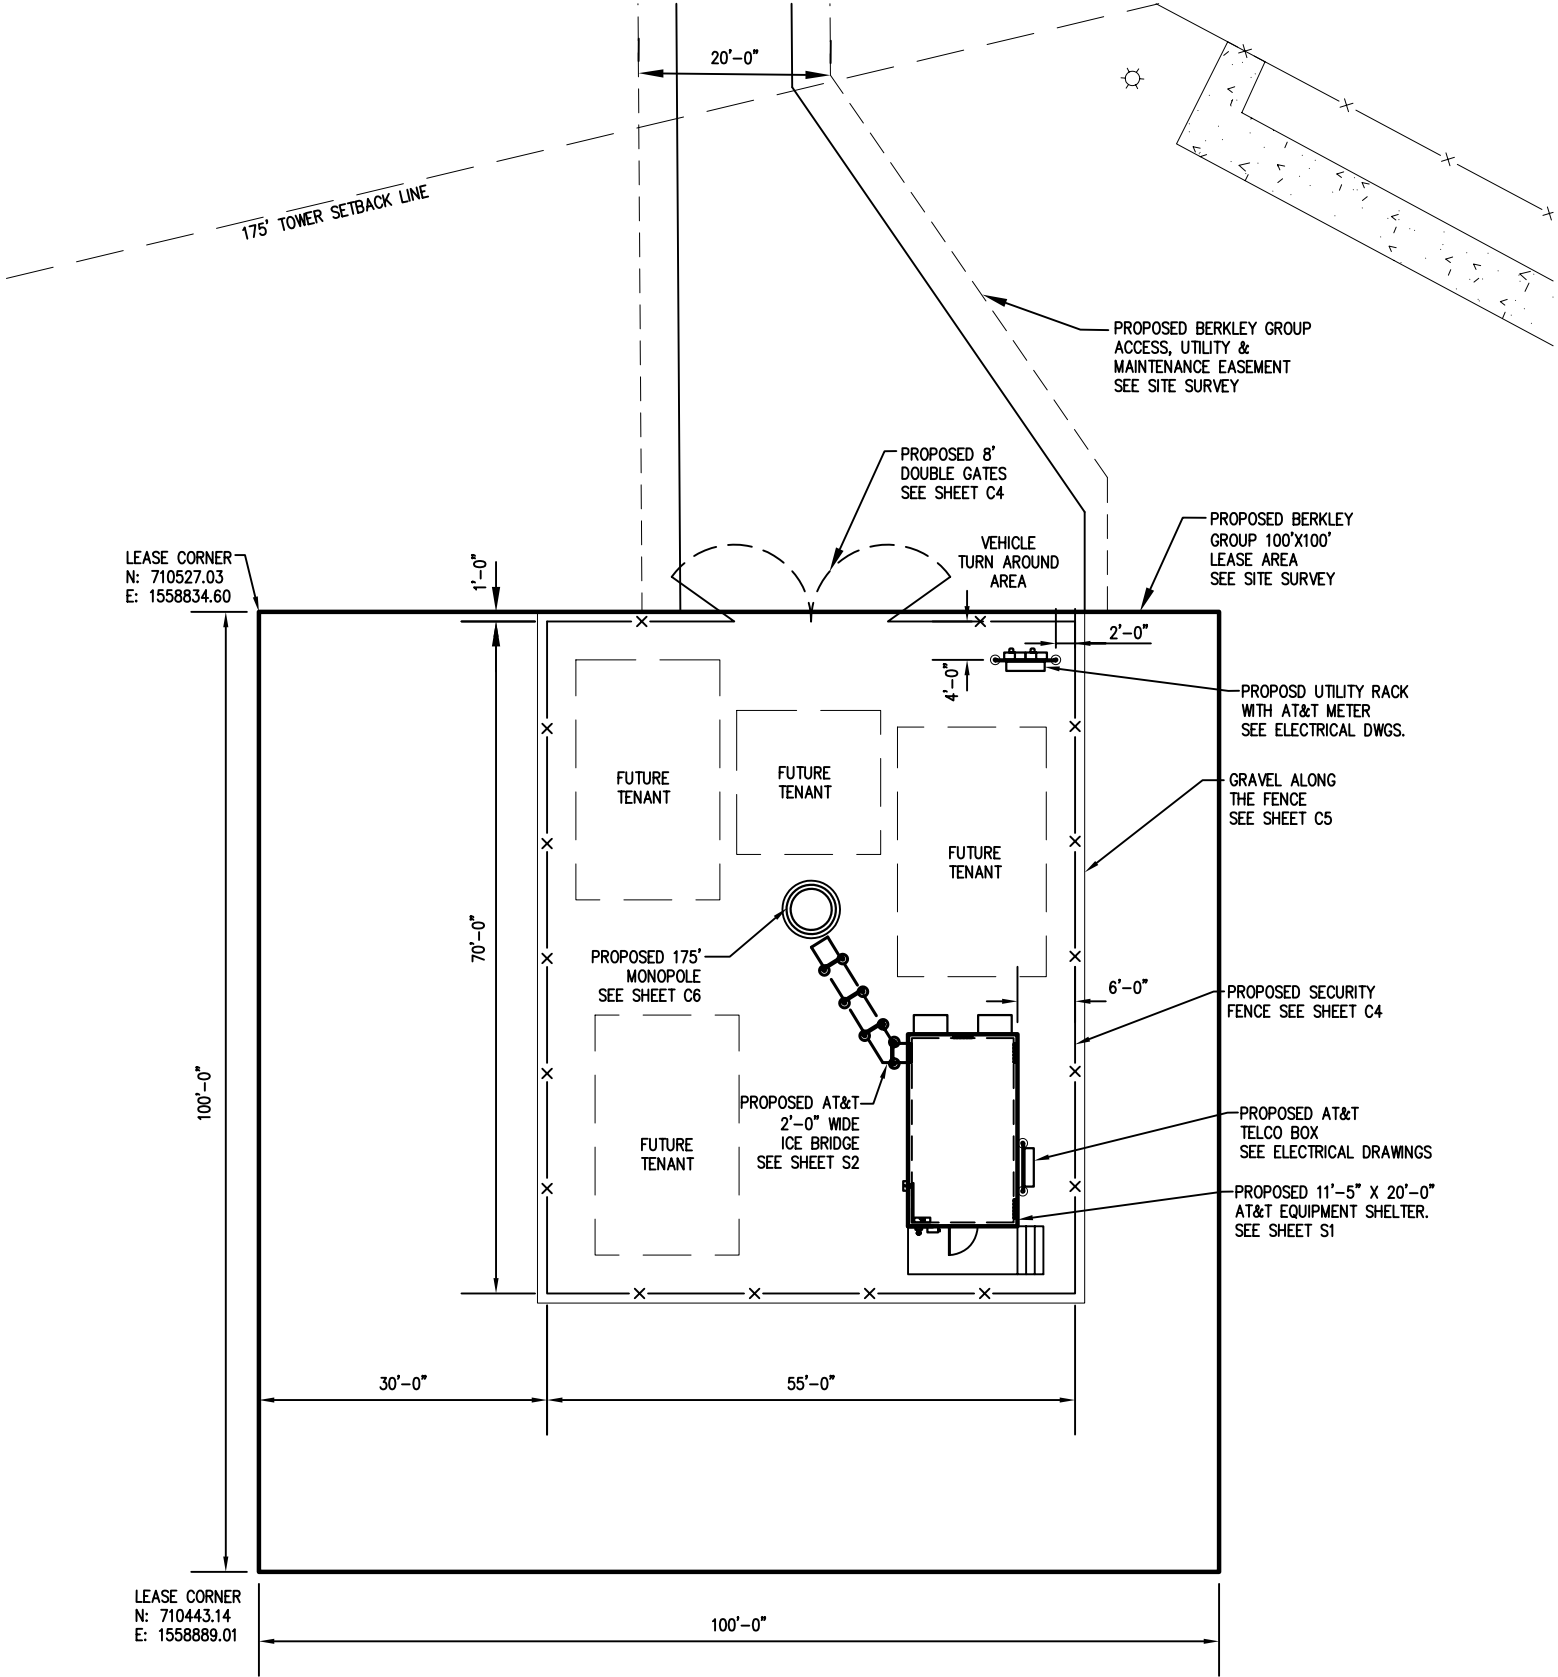 20'-0"
175' TOWER SETBACK LINE
PROPOSED BERKLEY GROUP
ACCESS, UTILITY &
MAINTENANCE EASEMENT
SEE SITE SURVEY
PROPOSED 8'
DOUBLE GATES
SEE SHEET C4
PROPOSED BERKLEY
GROUP 100'X100'
LEASE AREA
SEE SITE SURVEY
VEHICLE
TURN AROUND
AREA
LEASE CORNER
N: 710527.03
E: 1558834.60
1'-0"
2'-0"
4'-0"
PROPOSD UTILITY RACK
WITH AT&T METER
SEE ELECTRICAL DWGS.
FUTURE
TENANT
FUTURE
TENANT
GRAVEL ALONG
THE FENCE
SEE SHEET C5
FUTURE
TENANT
70'-0"
PROPOSED 175'
MONOPOLE
SEE SHEET C6
6'-0"
PROPOSED SECURITY
FENCE SEE SHEET C4
100'-0"
PROPOSED AT&T
2'-0" WIDE
ICE BRIDGE
SEE SHEET S2
FUTURE
TENANT
PROPOSED AT&T
TELCO BOX
SEE ELECTRICAL DRAWINGS
PROPOSED 11'-5" X 20'-0"
AT&T EQUIPMENT SHELTER.
SEE SHEET S1
30'-0"
55'-0"
LEASE CORNER
N: 710443.14
E: 1558889.01
100'-0"